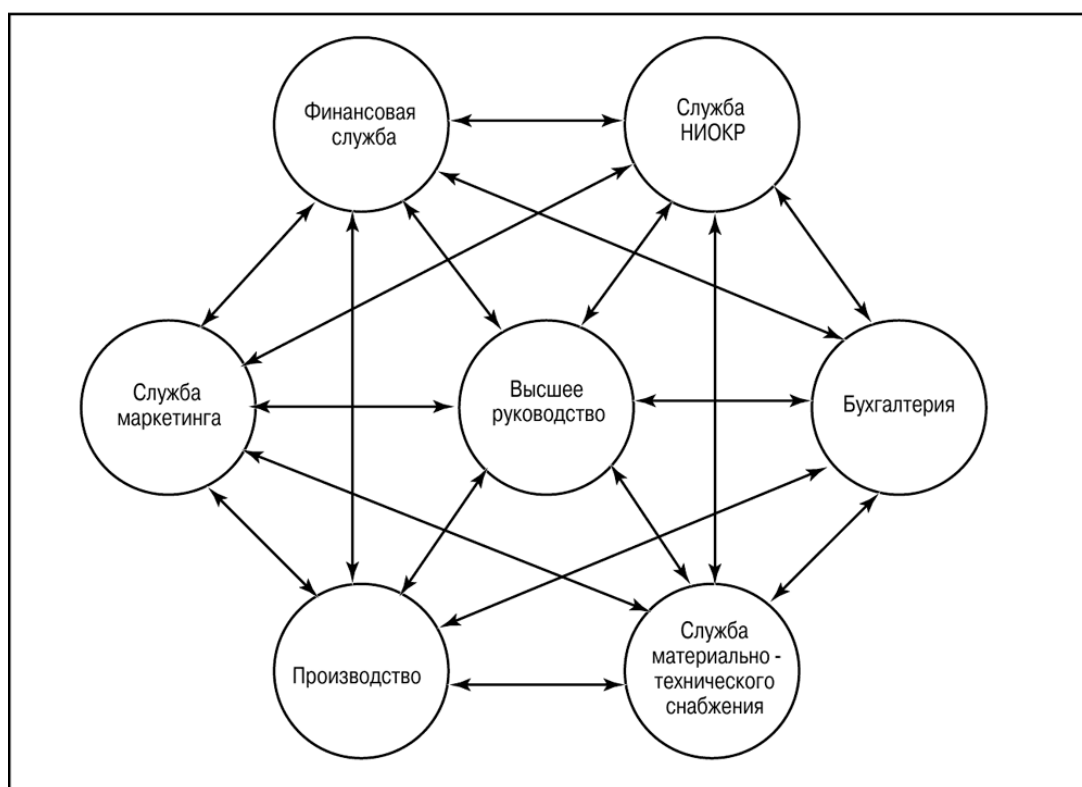 Финансовая
служба
Служба
НИОКР
Служба
маркетинга
Высшее
руководство
Бухгалтерия
Производство
Служба
материально -
технического
снабжения